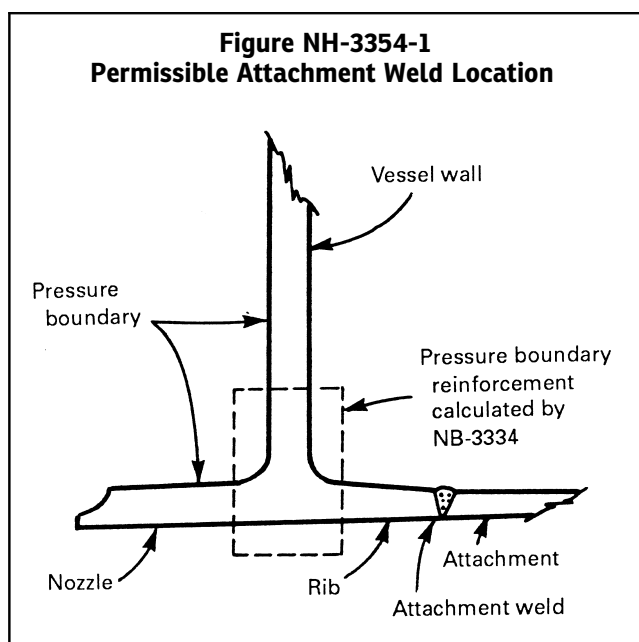 Figure NH-3354-1
Permissible Attachment Weld Location
Vessel wall
Pressure
boundary
Pressure boundary
reinforcement
calculated by
NB-3334
Nozzle
Rib
Attachment
Attachment weld